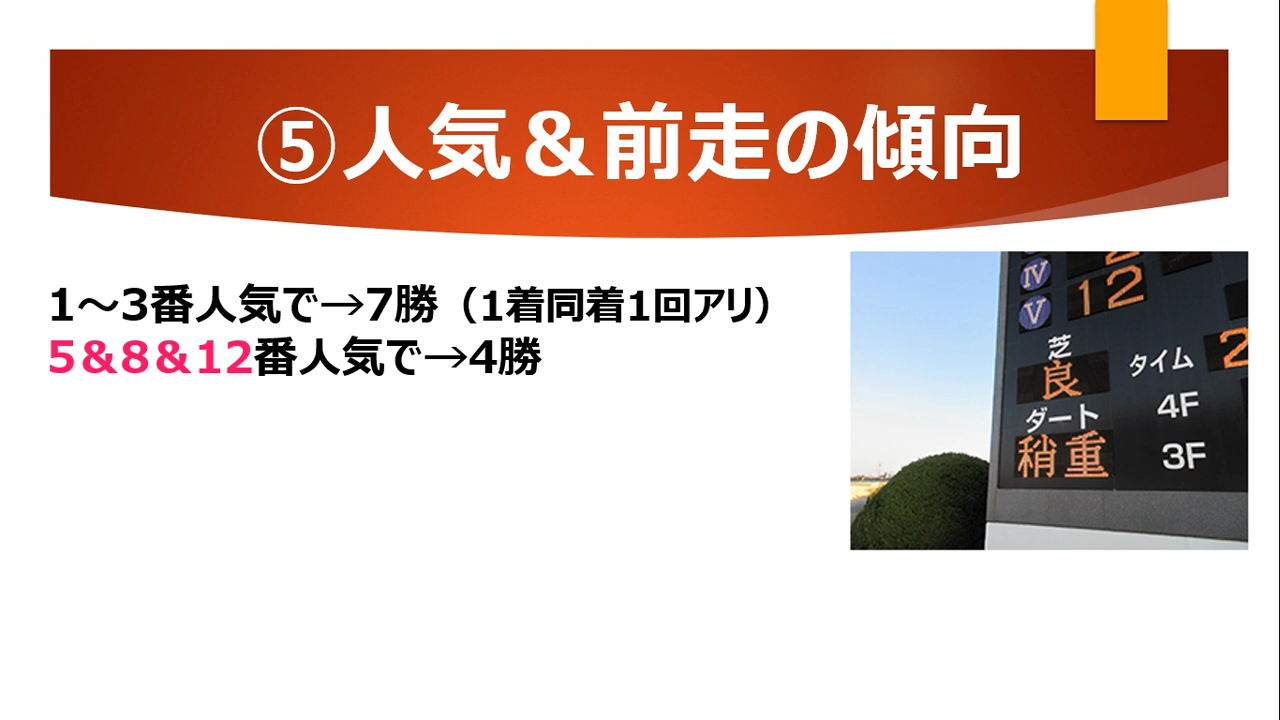 ⑤人気＆前走の傾向
1～3番人気で→7勝（1着同着1回アリ）
5＆8＆12番人気で→4勝
Ⅳ
Ⅴ 12
芝
良 タイム 2
ダート 4F
稍重 3F